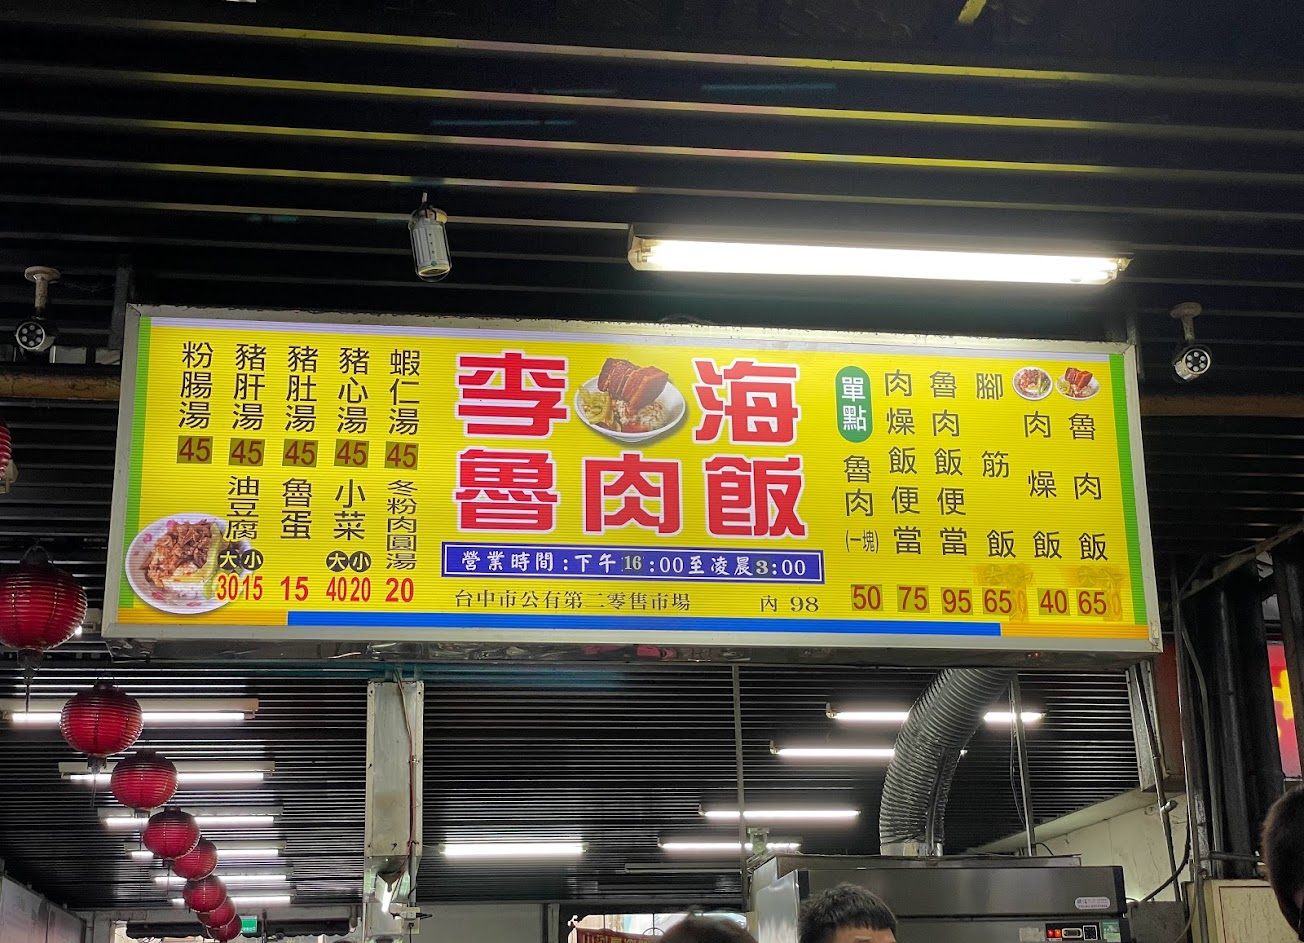 李海
魯肉飯
營業時間:下午16:00至凌晨3:00
台中市公有第二零售市場 內 98
魯肉飯 65
肉燥飯 40
腳筋飯 65
魯肉飯便當 95
肉燥飯便當 75
單點
魯肉(一塊) 50
蝦仁湯 45
豬心湯 45
豬肚湯 45
豬肝湯 45
粉腸湯 45
冬粉肉圓湯 20
小菜 大小 40 20
魯蛋 15
油豆腐 大小 30 15